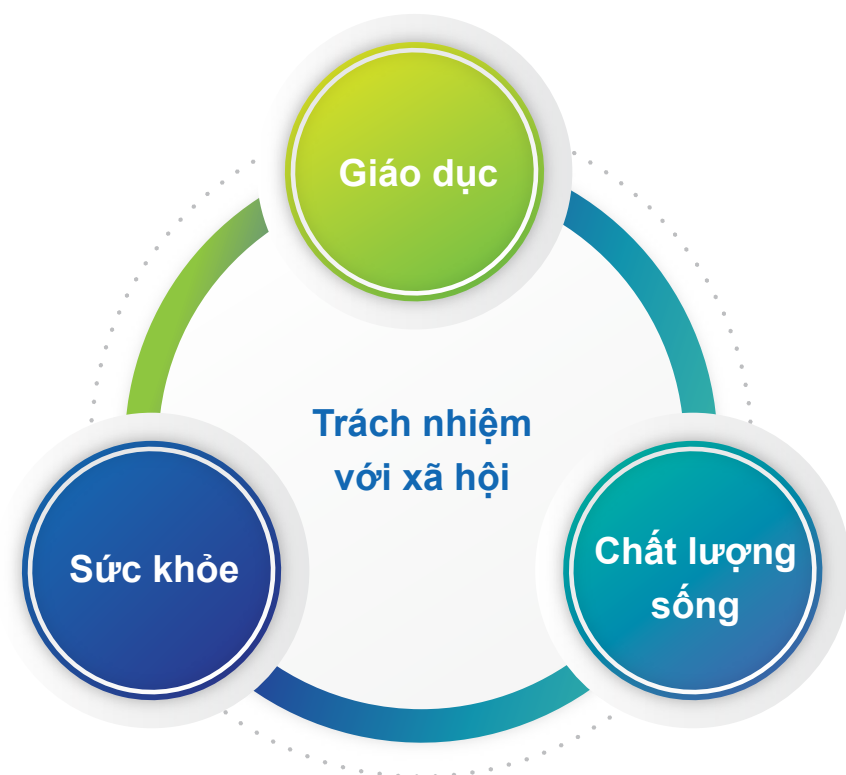 Giáo dục
Trách nhiệm
với xã hội
Sức khỏe
Chất lượng
sống